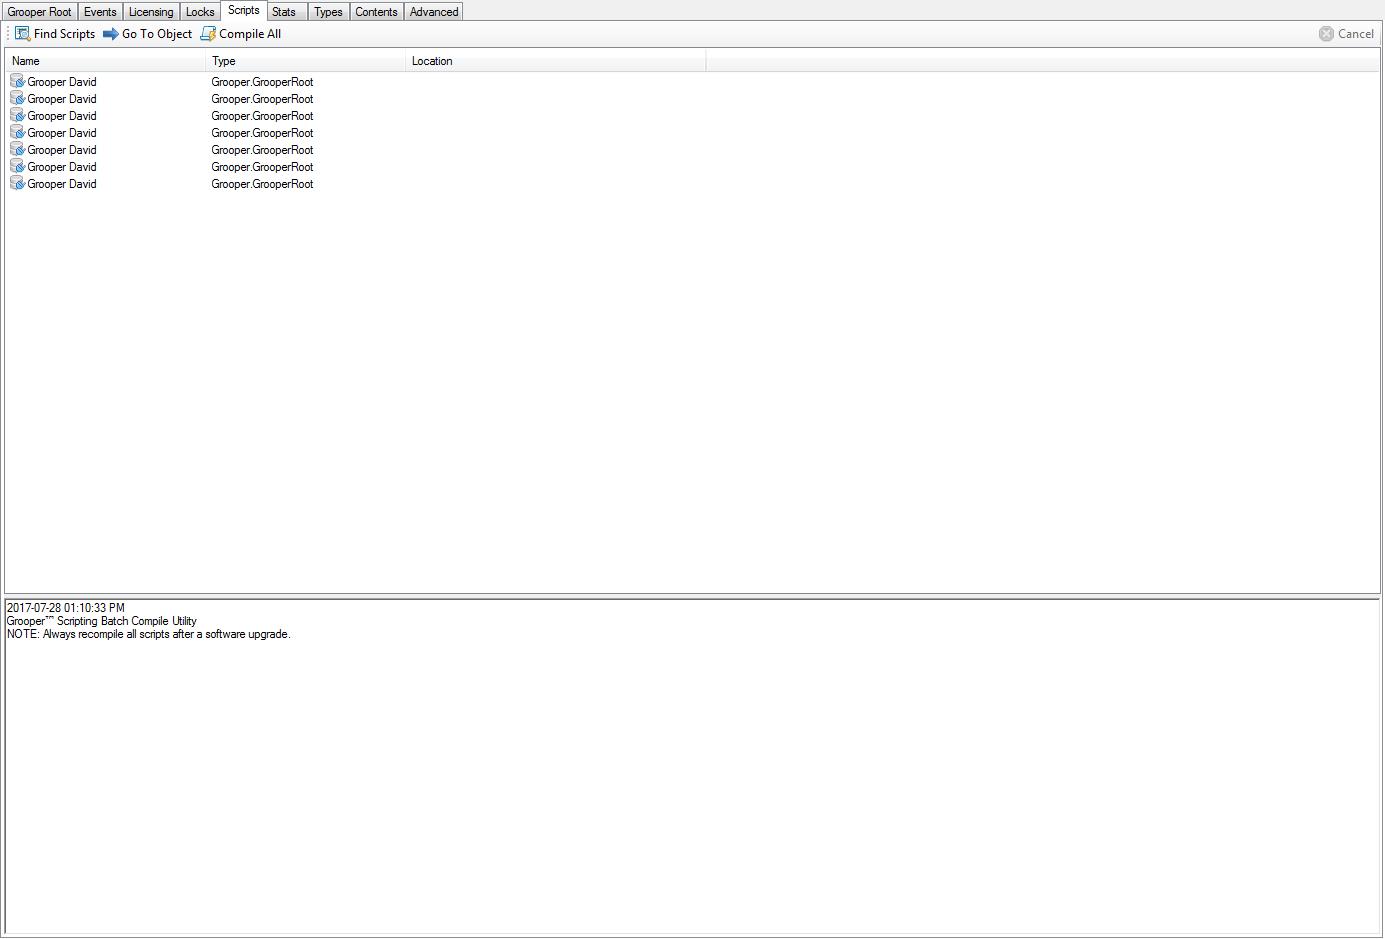 Grooper Root Events Licensing Locks Scripts Stats Types Contents Advanced
Find Scripts Go To Object Compile All Cancel
Name Type Location
Grooper David Grooper.GrooperRoot
Grooper David Grooper.GrooperRoot
Grooper David Grooper.GrooperRoot
Grooper David Grooper.GrooperRoot
Grooper David Grooper.GrooperRoot
Grooper David Grooper.GrooperRoot
Grooper David Grooper.GrooperRoot
2017-07-28 01:10:33 PM
Grooper™ Scripting Batch Compile Utility
NOTE: Always recompile all scripts after a software upgrade.